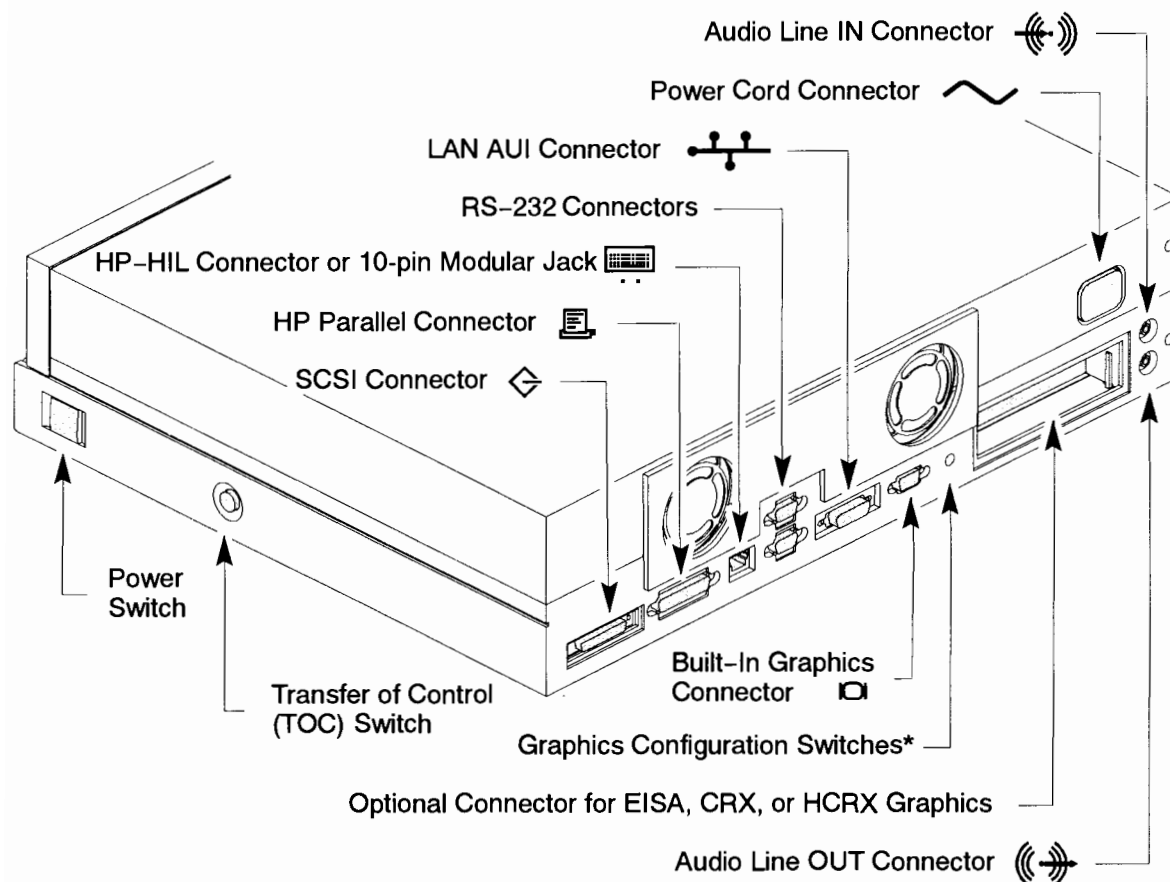 Audio Line IN Connector
Power Cord Connector
LAN AUI Connector
RS-232 Connectors
HP-HIL Connector or 10-pin Modular Jack
HP Parallel Connector
SCSI Connector
Power
Switch
Transfer of Control
(TOC) Switch
Built-In Graphics
Connector
Graphics Configuration Switches*
Optional Connector for EISA, CRX, or HCRX Graphics
Audio Line OUT Connector